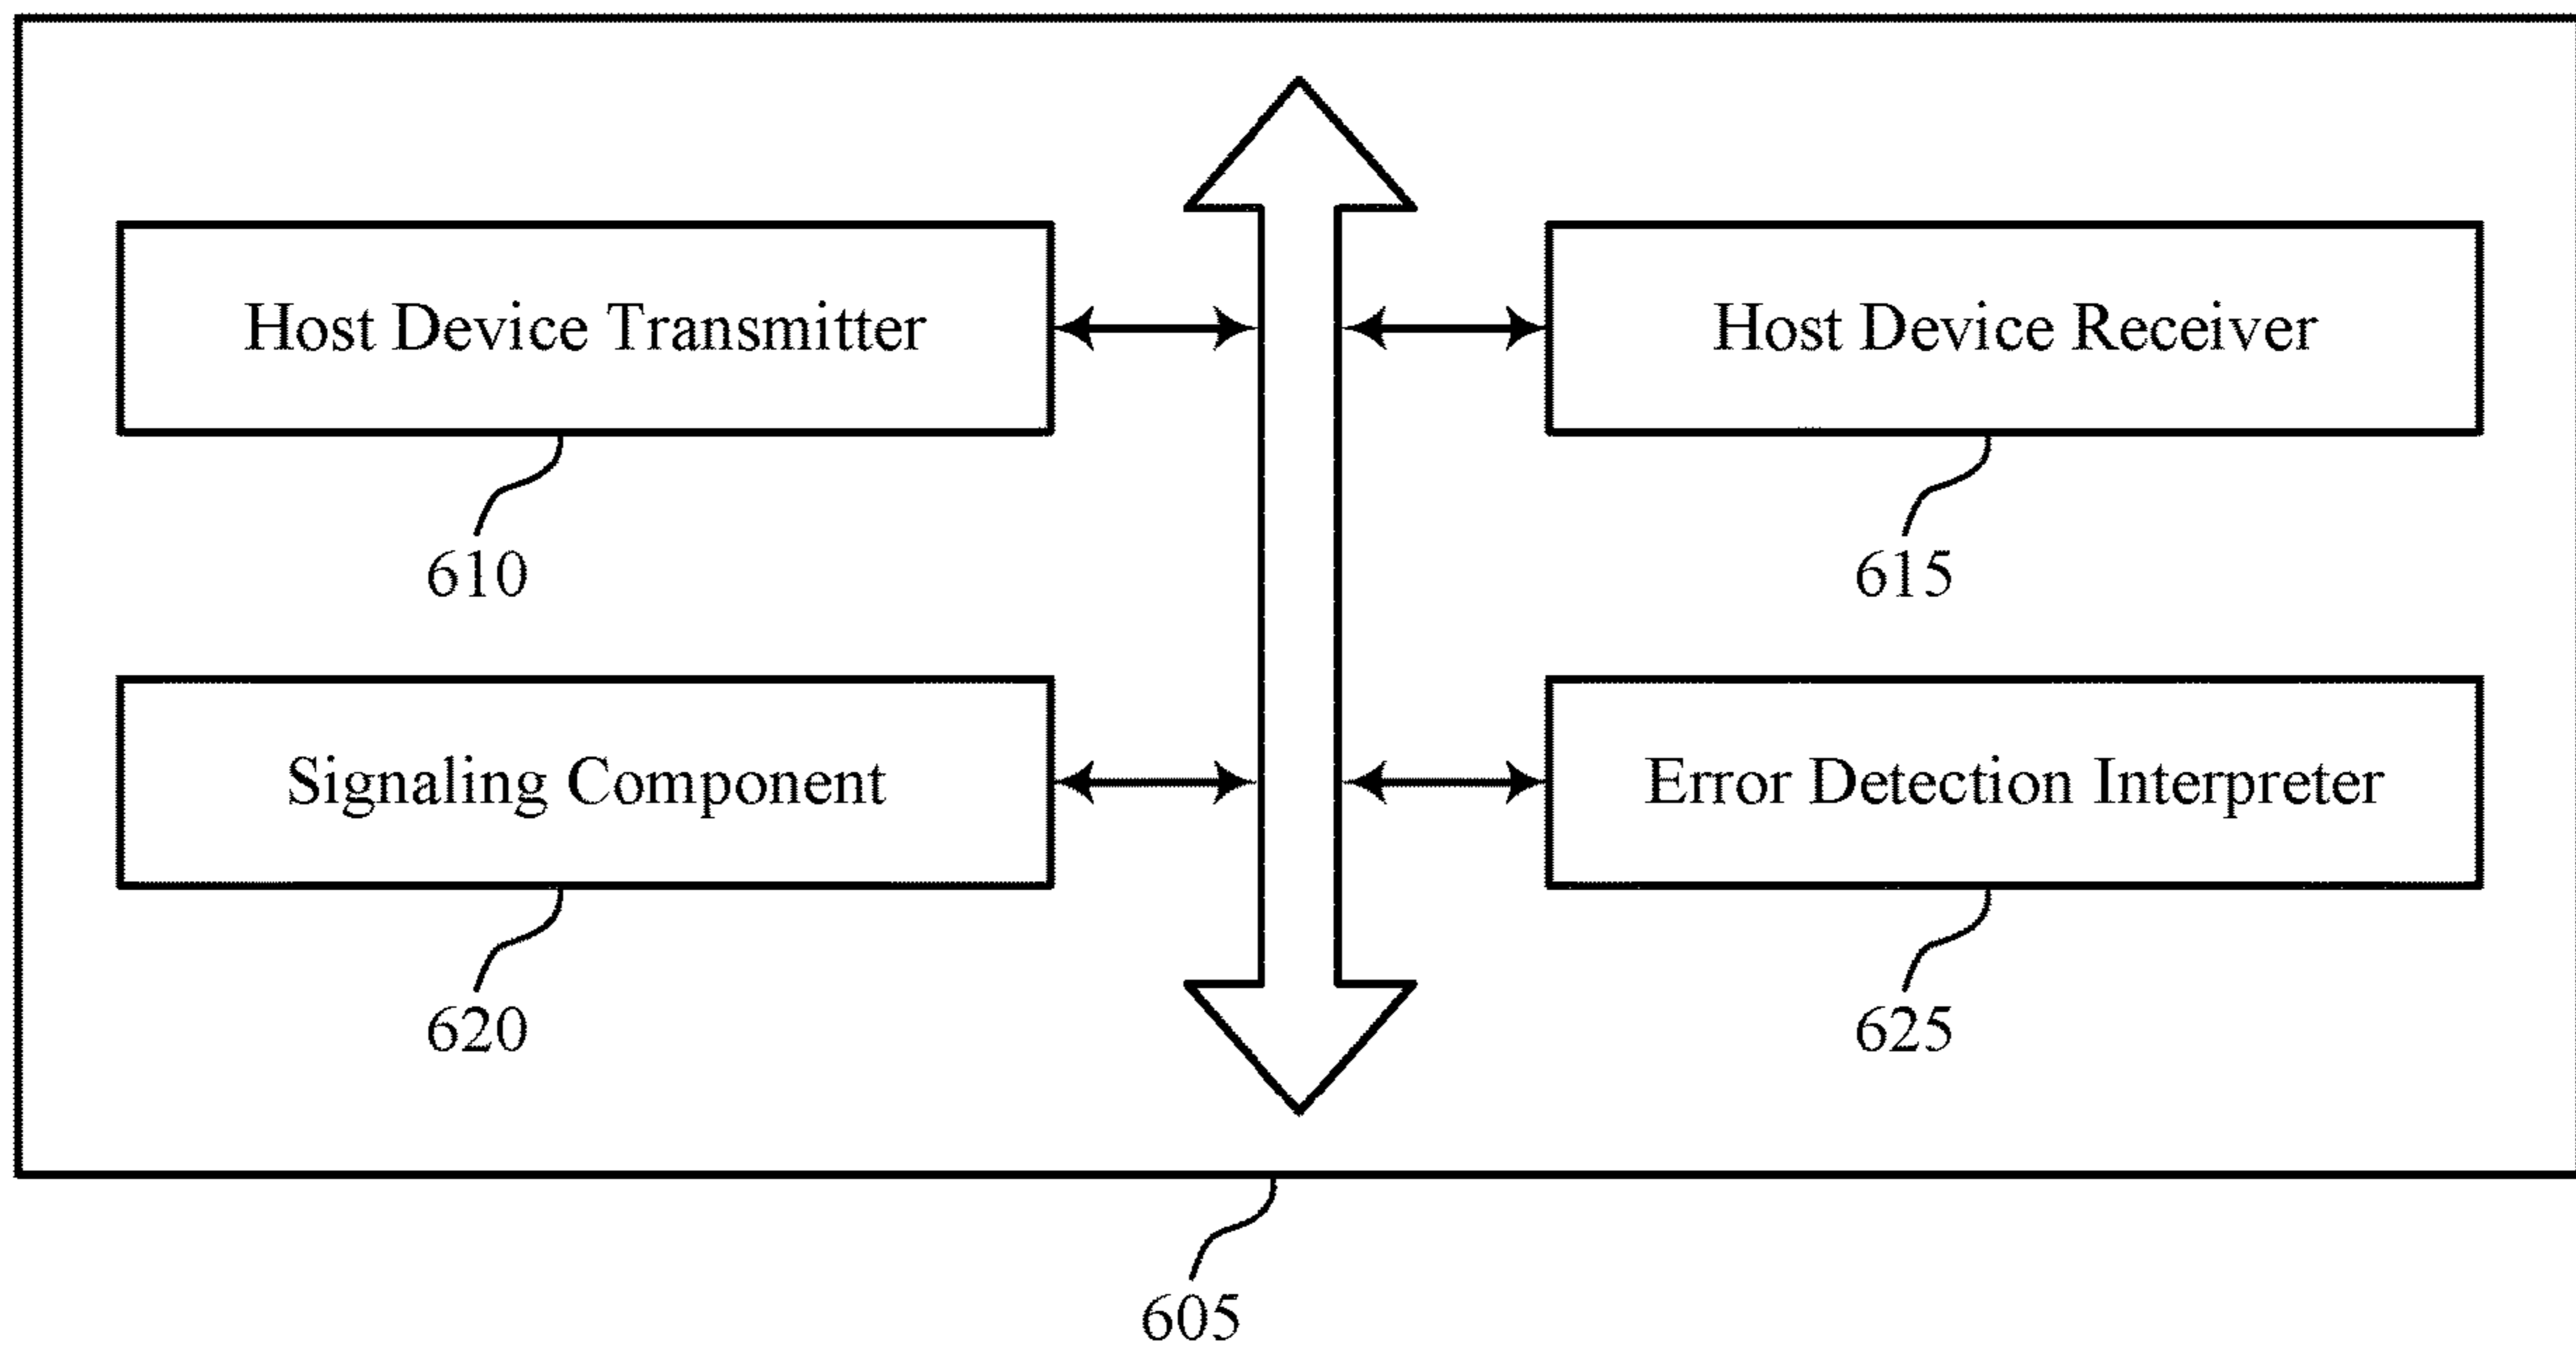 Host Device Transmitter
Host Device Receiver
610
615
Signaling Component
Error Detection Interpreter
620
625
605